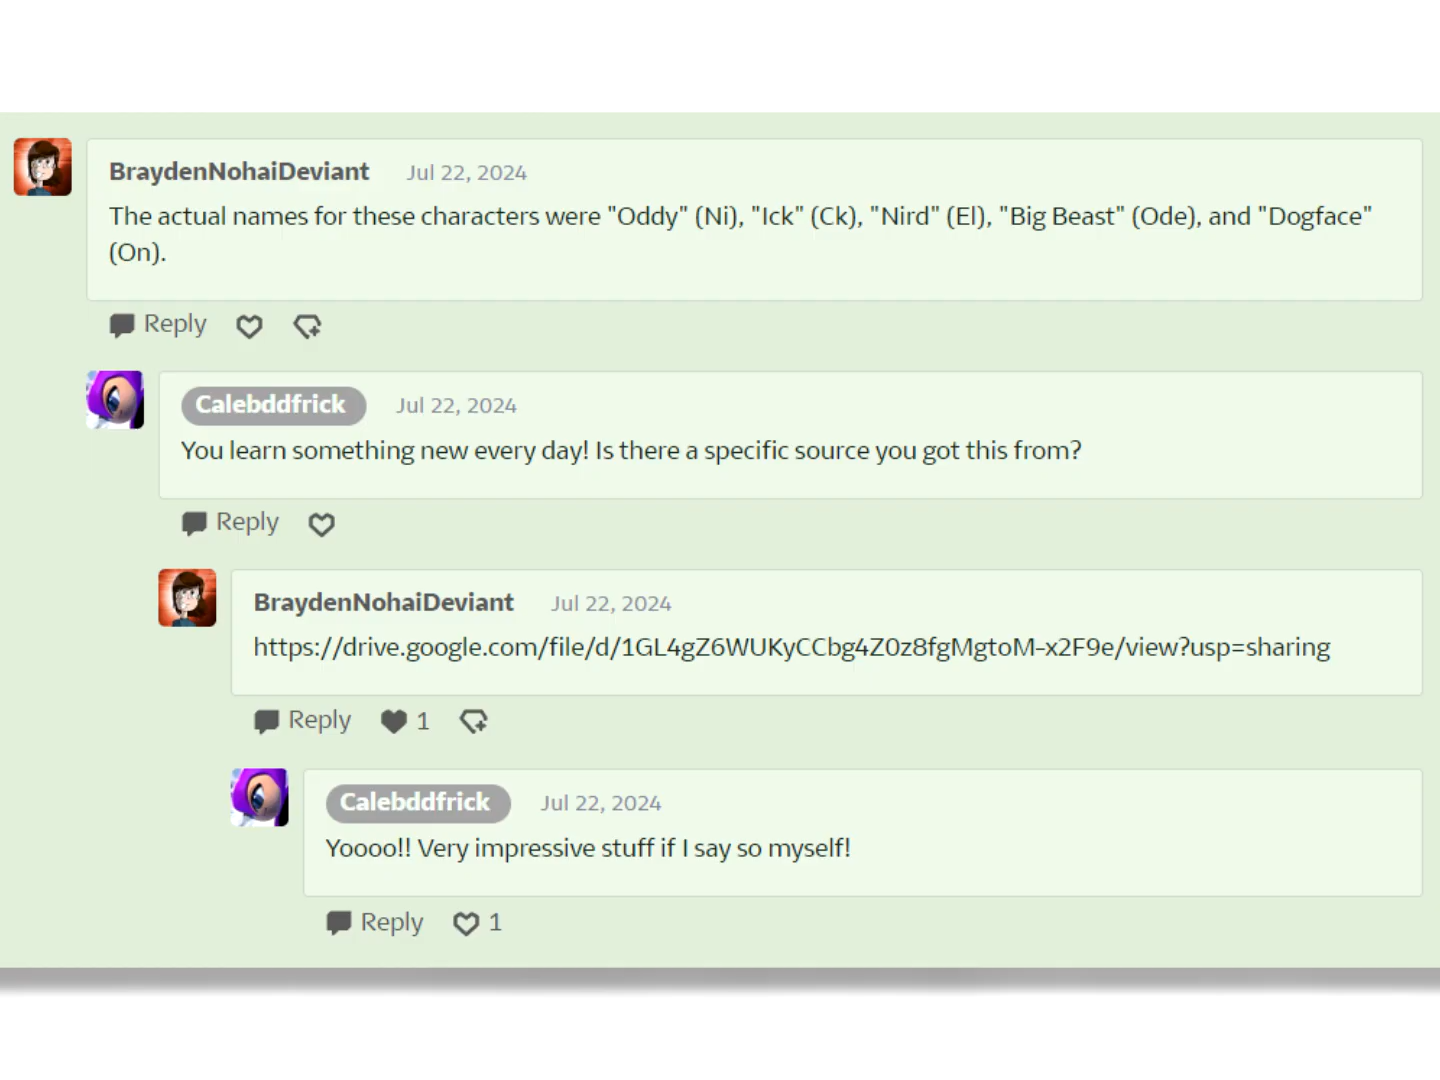 BraydenNohaiDeviant Jul 22, 2024
The actual names for these characters were "Oddy" (Ni), "Ick" (Ck), "Nird" (El), "Big Beast" (Ode), and "Dogface"
(On).
Reply
Calebddfrick Jul 22, 2024
You learn something new every day! Is there a specific source you got this from?
Reply
BraydenNohaiDeviant Jul 22, 2024
https://drive.google.com/file/d/1GL4gZ6WUKyCCbg4Z0z8fgMgtoM-x2F9e/view?usp=sharing
Reply 1
Calebddfrick Jul 22, 2024
Yoooo!! Very impressive stuff if I say so myself!
Reply 1